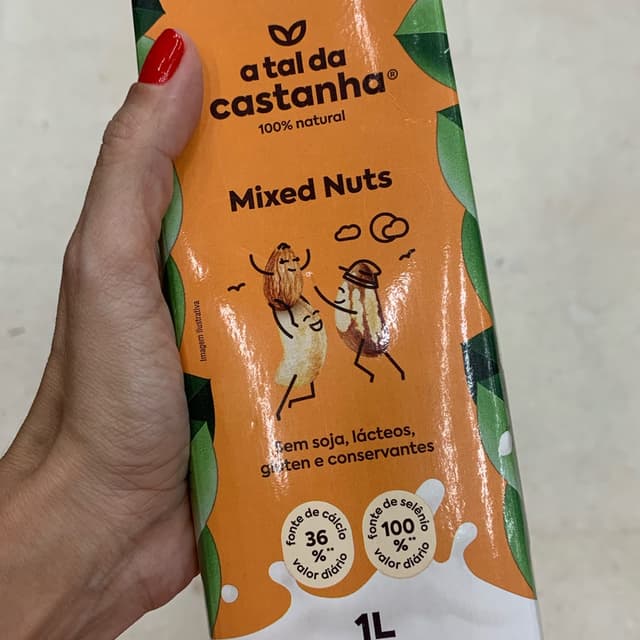 a tal da
castanha®
100% natural
Mixed Nuts
Imagem ilustrativa
Sem soja, lácteos,
glúten e conservantes
fonte de cálcio
36
%**
valor diário
fonte de selênio
100
%**
valor diário
1L